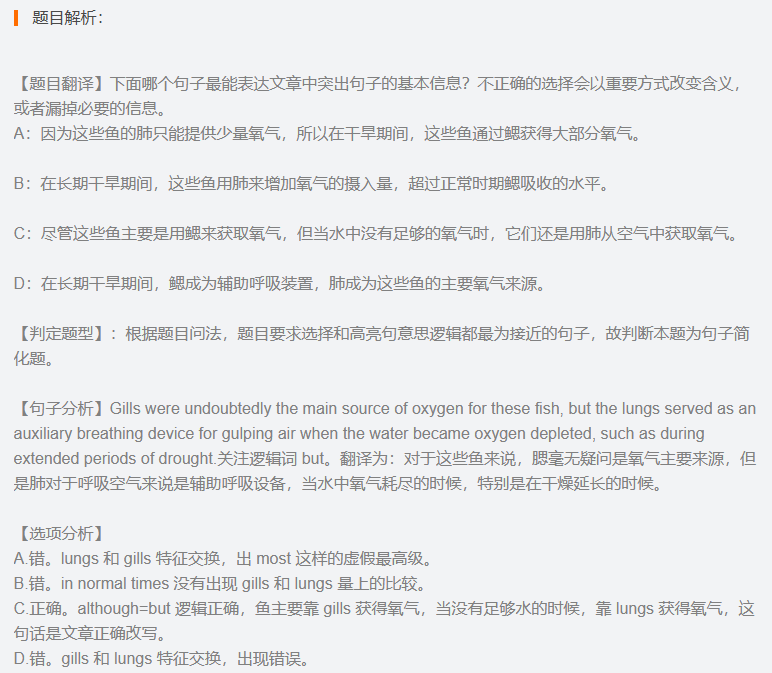 题目解析：
【题目翻译】下面哪个句子最能表达文章中突出句子的基本信息？不正确的选择会以重要方式改变含义，
或者漏掉必要的信息。
A：因为这些鱼的肺只能提供少量氧气，所以在干旱期间，这些鱼通过鳃获得大部分氧气。
B：在长期干旱期间，这些鱼用肺来增加氧气的摄入量，超过正常时期鳃吸收的水平。
C：尽管这些鱼主要是用鳃来获取氧气，但当水中没有足够的氧气时，它们还是用肺从空气中获取氧气。
D：在长期干旱期间，鳃成为辅助呼吸装置，肺成为这些鱼的主要氧气来源。
【判定题型】：根据题目问法，题目要求选择和高亮句意思逻辑都最为接近的句子，故判断本题为句子简
化题。
【句子分析】Gills were undoubtedly the main source of oxygen for these fish, but the lungs served as an
auxiliary breathing device for gulping air when the water became oxygen depleted, such as during
extended periods of drought.关注逻辑词 but。翻译为：对于这些鱼来说，腮毫无疑问是氧气主要来源，但
是肺对于呼吸空气来说是辅助呼吸设备，当水中氧气耗尽的时候，特别是在干燥延长的时候。
【选项分析】
A.错。lungs 和 gills 特征交换，出 most 这样的虚假最高级。
B.错。in normal times 没有出现 gills 和 lungs 量上的比较。
C.正确。although=but 逻辑正确，鱼主要靠 gills 获得氧气，当没有足够水的时候，靠 lungs 获得氧气，这
句话是文章正确改写。
D.错。gills 和 lungs 特征交换，出现错误。